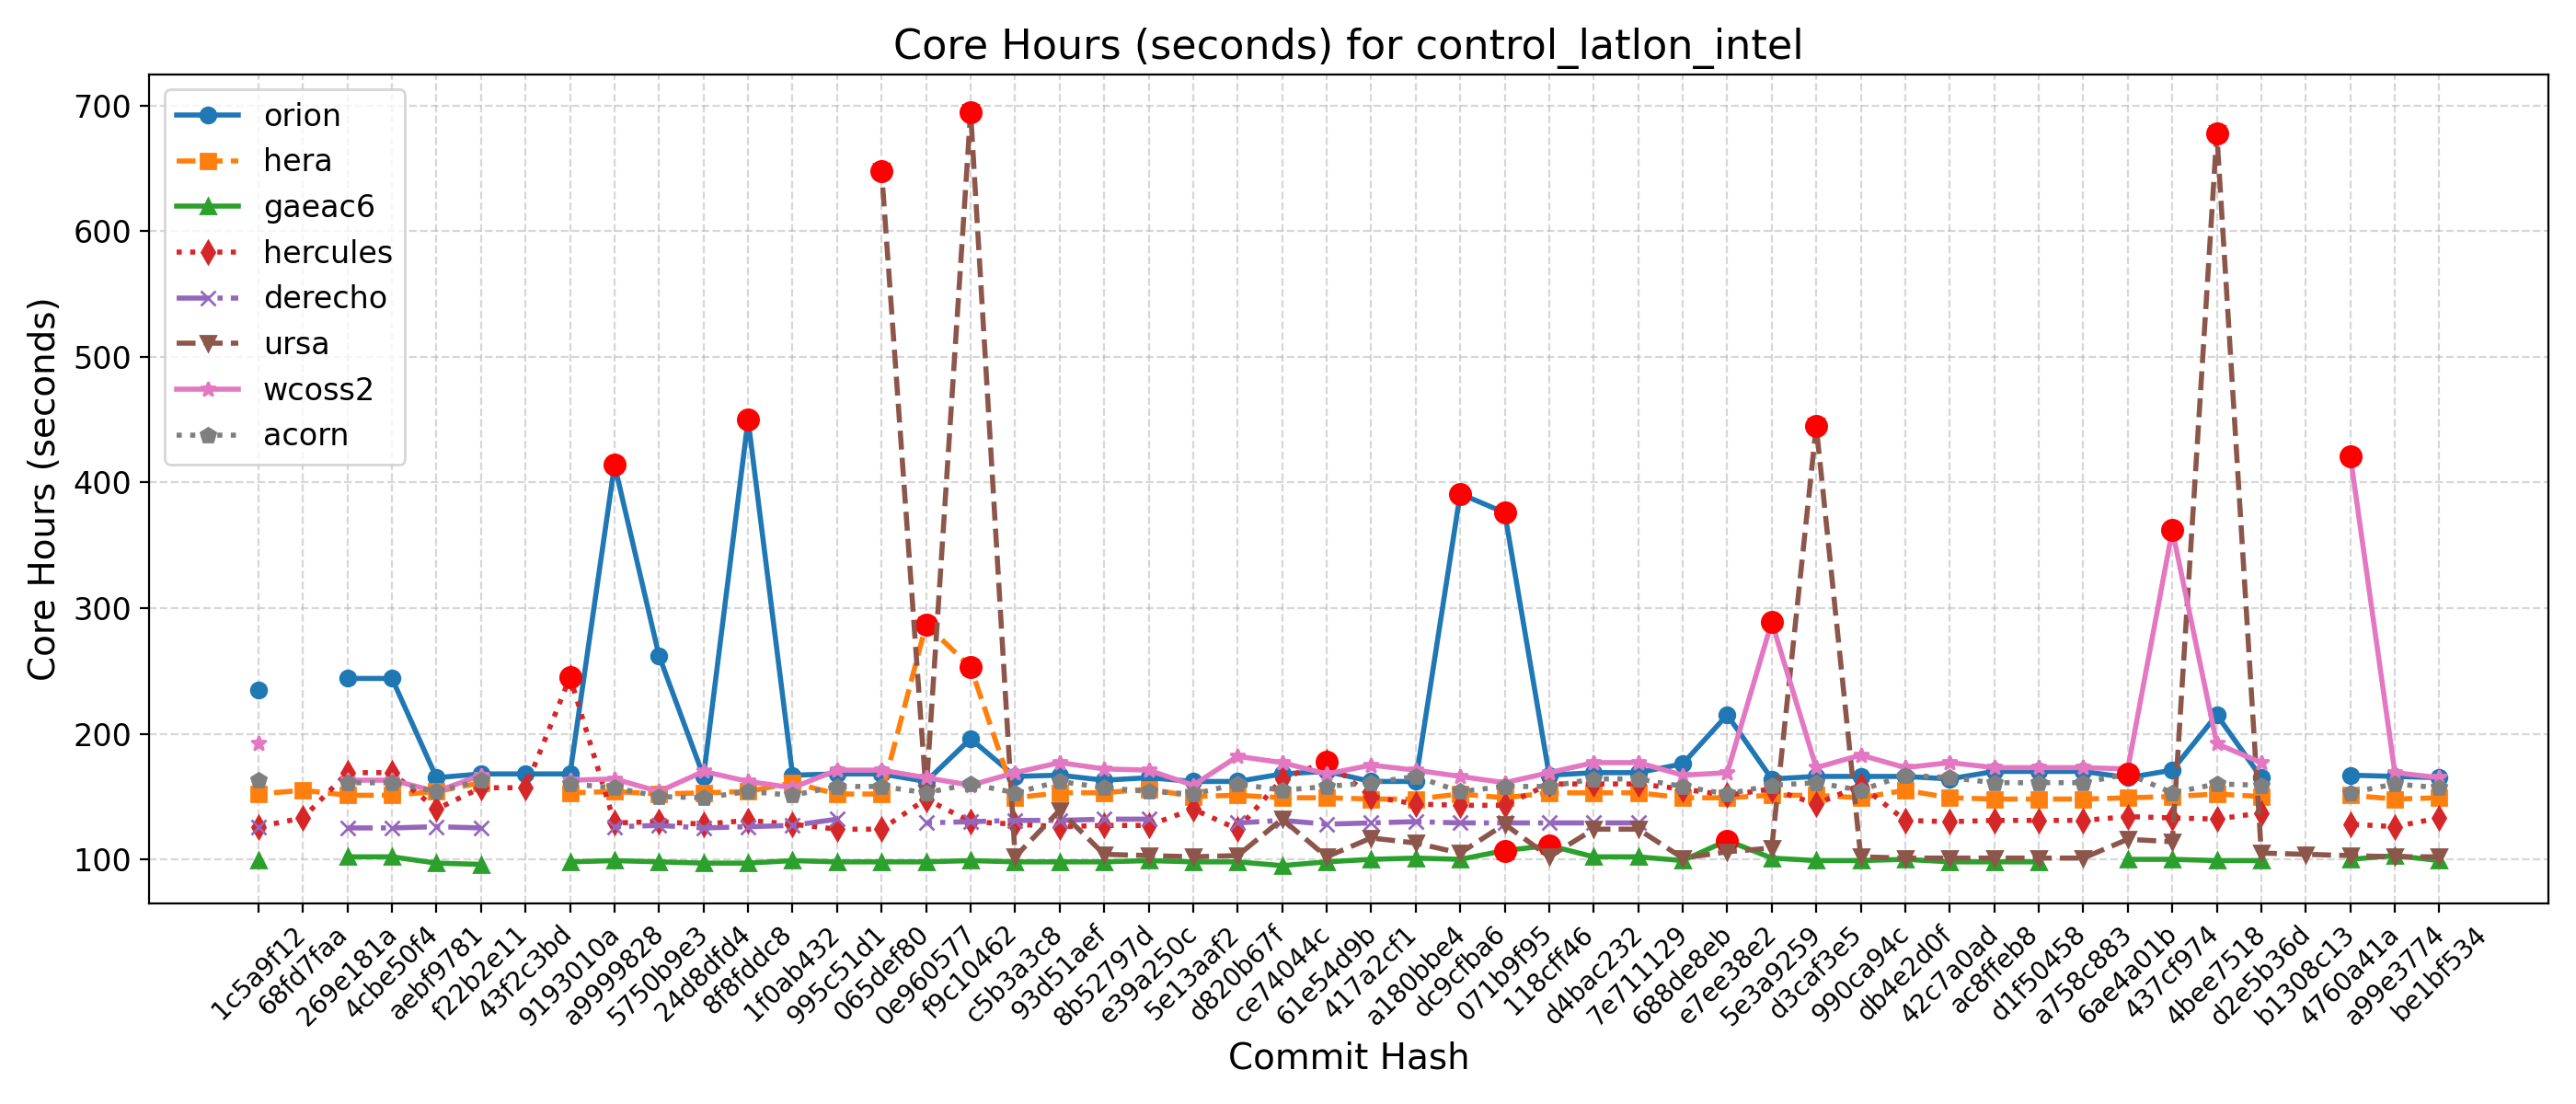 Core Hours (seconds) for control_latlon_intel
Core Hours (seconds)
700
600
500
400
300
200
100
orion
hera
gaeac6
hercules
derecho
ursa
wcoss2
acorn
1c5a9f12
68fd7faa
269e181a
4cbe50f4
aebf9781
f22b2e11
43f2c3bd
9193010a
a9999828
5750b9e3
24d8dfd4
8f8fddc8
1f0ab432
995c51d1
065def80
0e960577
f9c10462
c5b3a3c8
93d51aef
8b52797d
e39a250c
5e13aaf2
d820b67f
ce74044c
61e54d9b
417a2cf1
a180bbe4
dc9cfba6
071b9f95
118cff46
d4bac232
7e711129
688de8eb
e7ee38e2
5e3a9259
d3caf3e5
990ca94c
db4e2d0f
42c7a0ad
ac8ffeb8
d1f50458
a758c883
6ae4a01b
437cf974
4bee7518
d2e5b36d
b1308c13
4760a41a
a99e3774
be1bf534
Commit Hash